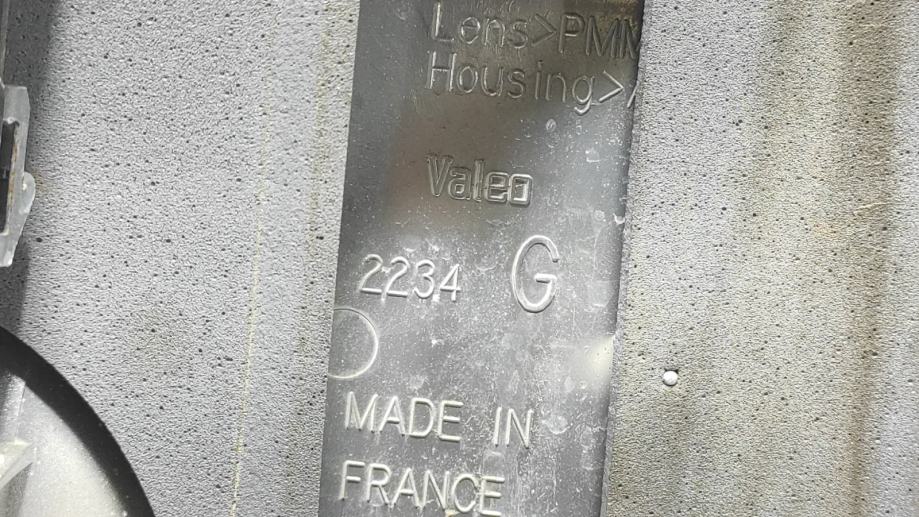 Lens>PMM
Housing>
Valeo
2234 G
MADE IN
FRANCE